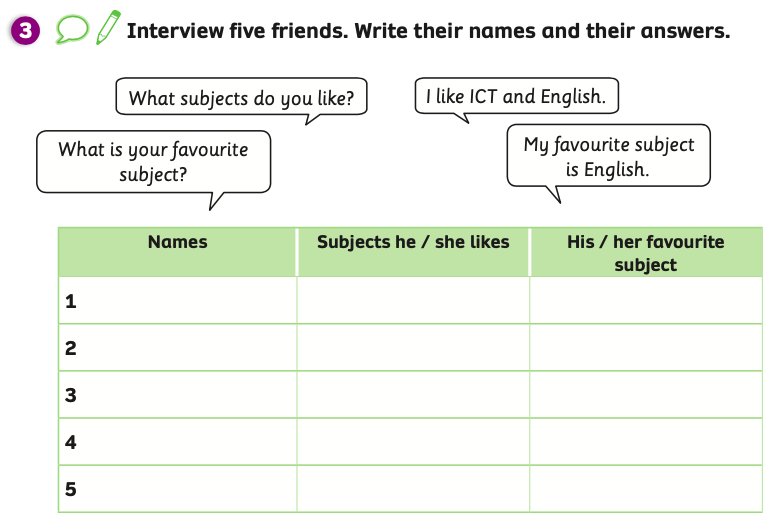 3 Interview five friends. Write their names and their answers.
What subjects do you like?
I like ICT and English.
What is your favourite
subject?
My favourite subject
is English.
Names Subjects he / she likes His / her favourite
subject
1
2
3
4
5